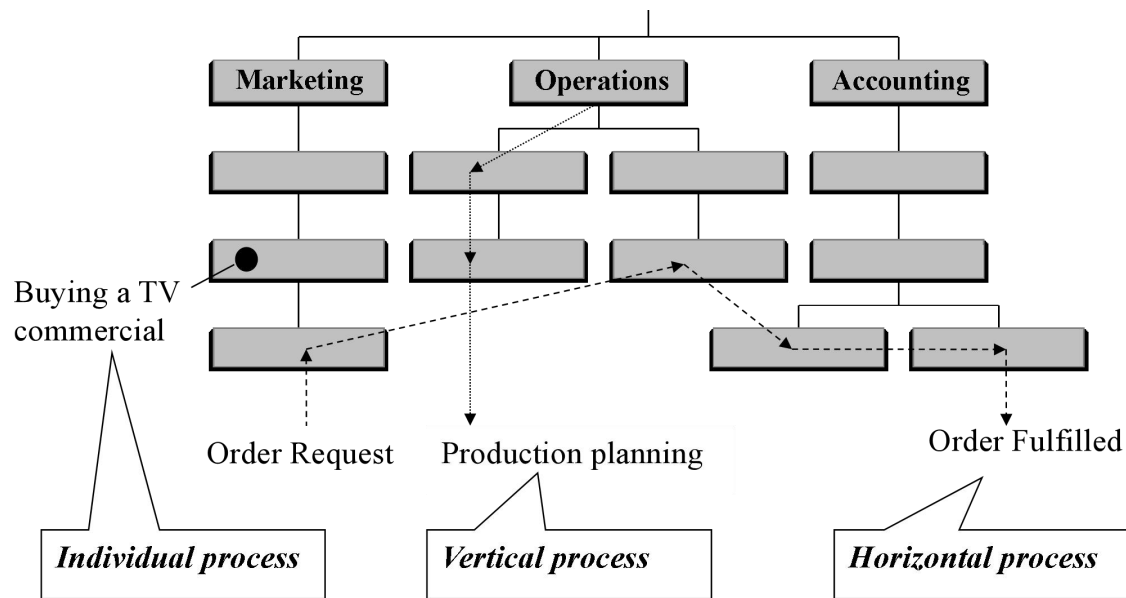 Marketing
Operations
Accounting
Buying a TV
commercial
Order Request
Production planning
Order Fulfilled
Individual process
Vertical process
Horizontal process